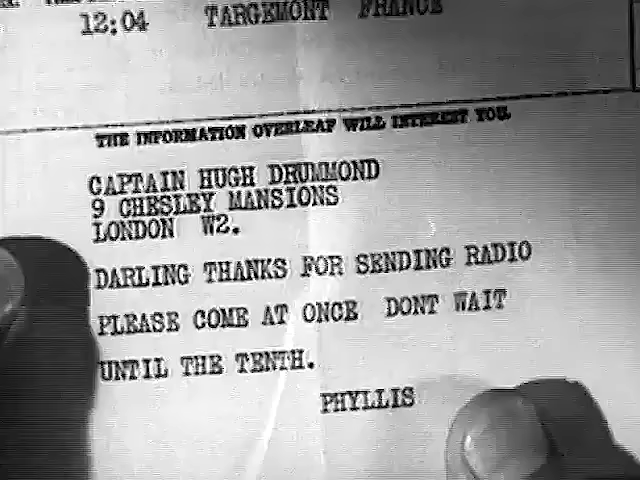 12:04 TARGEMONT FRANCE
THE INFORMATION OVERLEAF WILL INTEREST YOU.
CAPTAIN HUGH DRUMMOND
9 CHESLEY MANSIONS
LONDON W2.
DARLING THANKS FOR SENDING RADIO
PLEASE COME AT ONCE DONT WAIT
UNTIL THE TENTH.
PHYLLIS